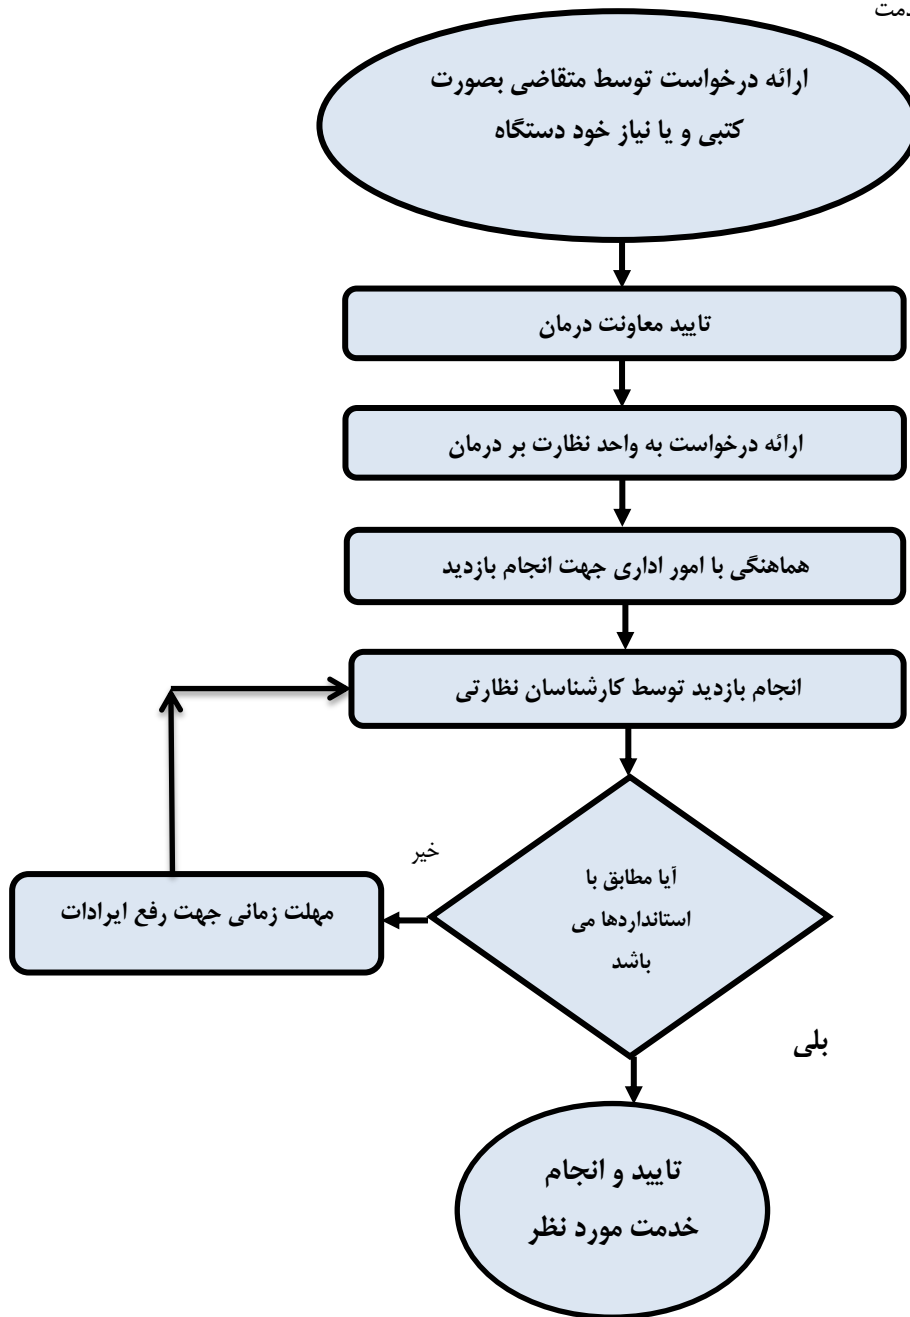 ارائه درخواست توسط متقاضی بصورت
کتبی و یا نیاز خود دستگاه
تایید معاونت درمان
ارائه درخواست به واحد نظارت بر درمان
هماهنگی با امور اداری جهت انجام بازدید
انجام بازدید توسط کارشناسان نظارتی
خیر
آیا مطابق با
استانداردها می
باشد
مهلت زمانی جهت رفع ایرادات
بلی
تایید و انجام
خدمت مورد نظر